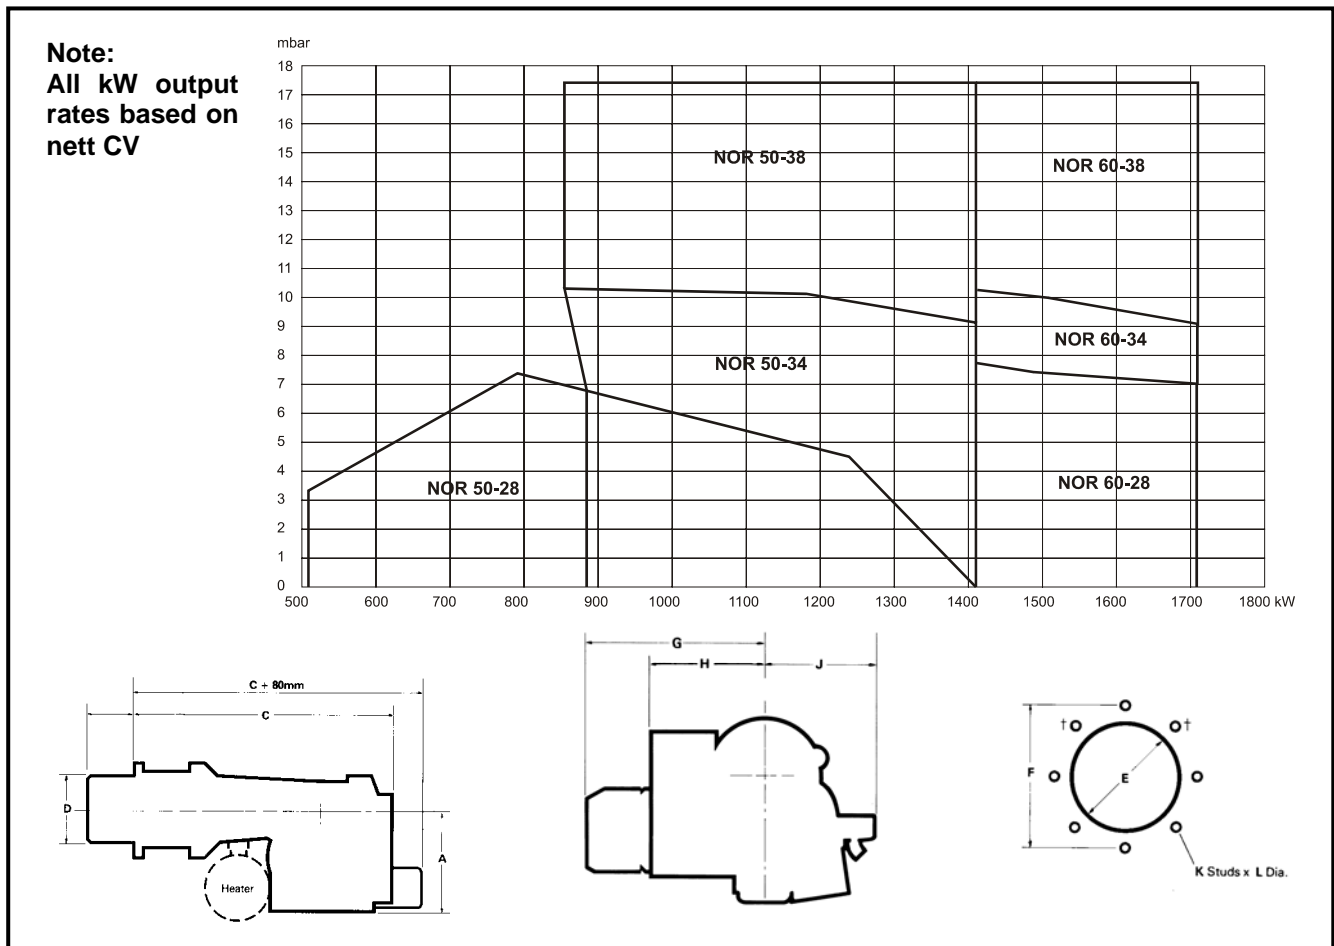 Note:
All kW output
rates based on
nett CV
mbar
18
17
16
15
14
13
12
11
10
9
8
7
6
5
4
3
2
1
0
NOR 50-38
NOR 60-38
NOR 60-34
NOR 50-34
NOR 60-28
NOR 50-28
500 600 700 800 900 1000 1100 1200 1300 1400 1500 1600 1700 1800 kW
C + 80mm
C
D
A
Heater
G
H
J
† †
F
E
K Studs x L Dia.